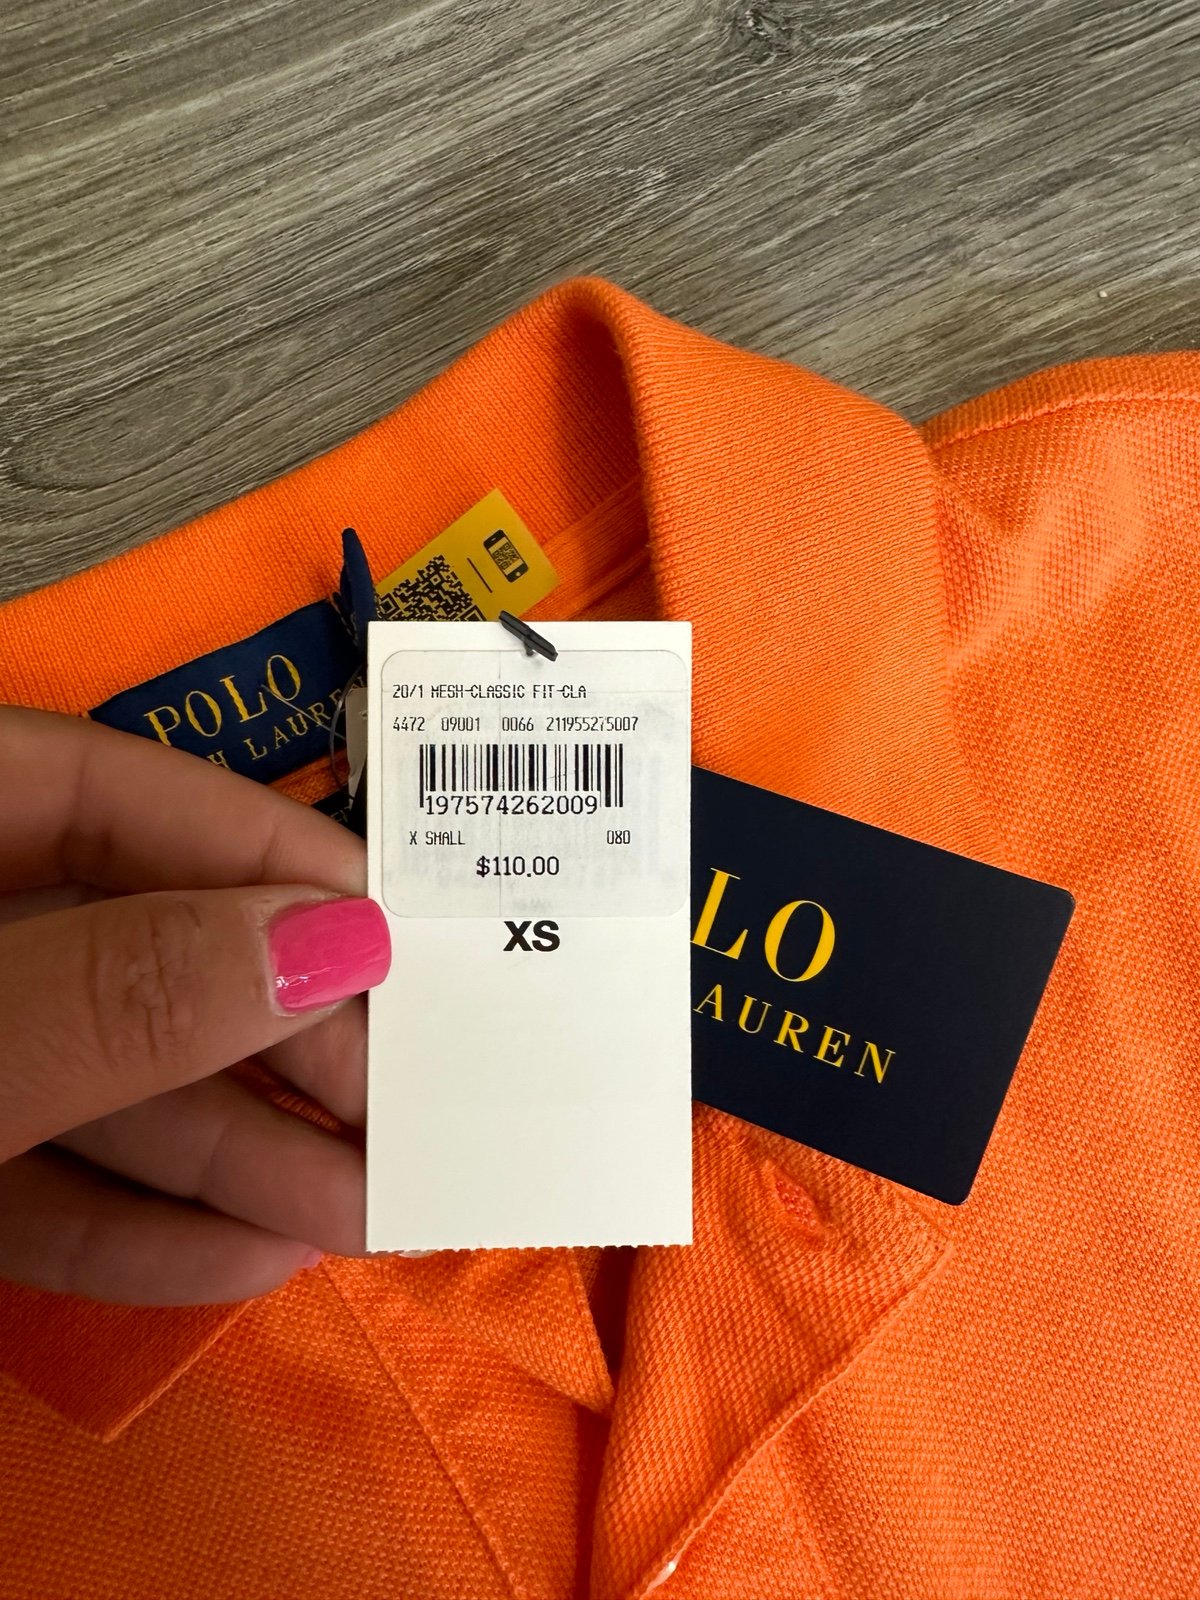 POLO
H LAUREN
20/1 MESH-CLASSIC FIT-CLA
4472 09001 0066 211955275007
197574262009
X SMALL 080
$110.00
XS
LO
AUREN